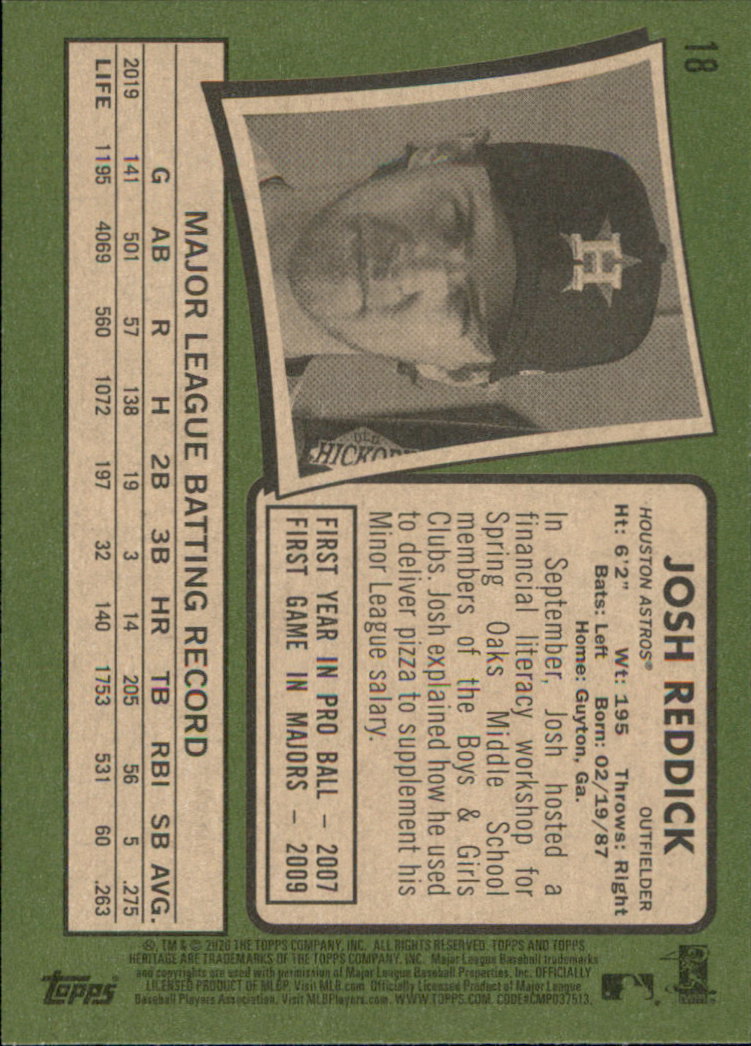 18
JOSH REDDICK
HOUSTON ASTROS® OUTFIELDER
Ht: 6'2" Wt: 195 Throws: Right
Bats: Left Born: 02/19/87
Home: Guyton, Ga.
In September, Josh hosted a
financial literacy workshop for
Spring Oaks Middle School
members of the Boys & Girls
Clubs. Josh explained how he used
to deliver pizza to supplement his
Minor League salary.
FIRST YEAR IN PRO BALL – 2007
FIRST GAME IN MAJORS – 2009
H
OLD
HICKOR
MAJOR LEAGUE BATTING RECORD
G AB R H 2B 3B HR TB RBI SB AVG.
2019 141 501 57 138 19 3 14 205 56 5 .275
LIFE 1195 4069 560 1072 197 32 140 1753 531 60 .263
®, TM & © 2020 THE TOPPS COMPANY, INC. ALL RIGHTS RESERVED. TOPPS AND TOPPS
HERITAGE ARE TRADEMARKS OF THE TOPPS COMPANY, INC. Major League Baseball trademarks
and copyrights are used with permission of Major League Baseball Properties, Inc. OFFICIALLY
LICENSED PRODUCT OF MLBP. Visit MLB.com Officially Licensed Product of Major League
Baseball Players Association. Visit MLBPlayers.com. WWW.TOPPS.COM. CODE#CMP037513.
Topps®